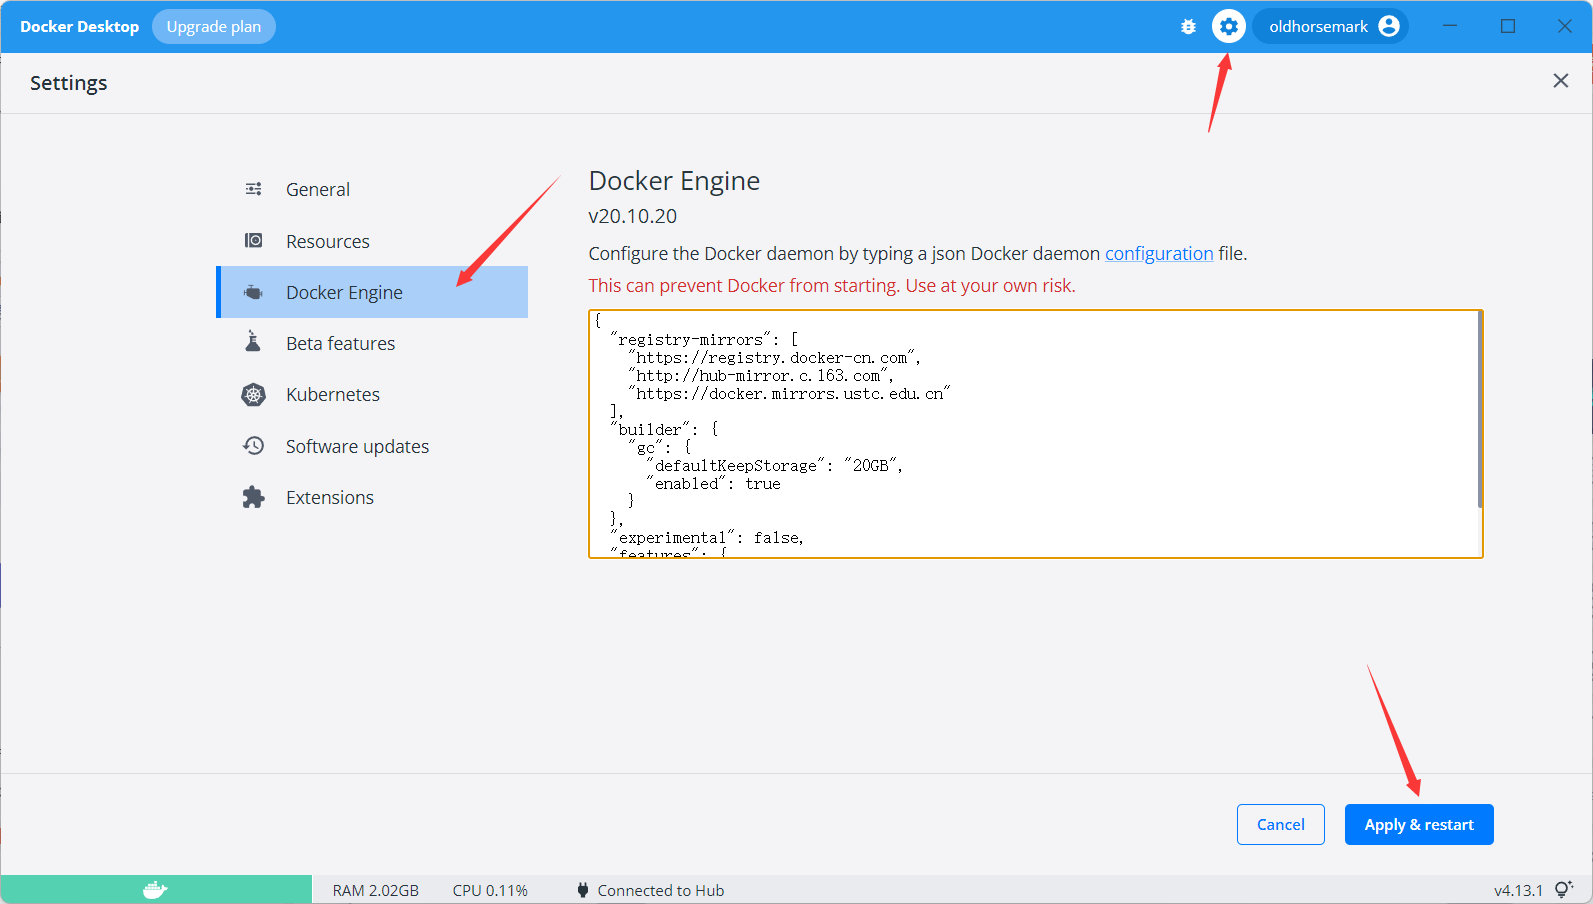 Docker Desktop
Upgrade plan
oldhorsemark
Settings
General
Resources
Docker Engine
Beta features
Kubernetes
Software updates
Extensions
Docker Engine
v20.10.20
Configure the Docker daemon by typing a json Docker daemon configuration file.
This can prevent Docker from starting. Use at your own risk.
{
  "registry-mirrors": [
    "https://registry.docker-cn.com",
    "http://hub-mirror.c.163.com",
    "https://docker.mirrors.ustc.edu.cn"
  ],
  "builder": {
    "gc": {
      "defaultKeepStorage": "20GB",
      "enabled": true
    }
  },
  "experimental": false,
  "features": {
Cancel
Apply & restart
RAM 2.02GB
CPU 0.11%
Connected to Hub
v4.13.1